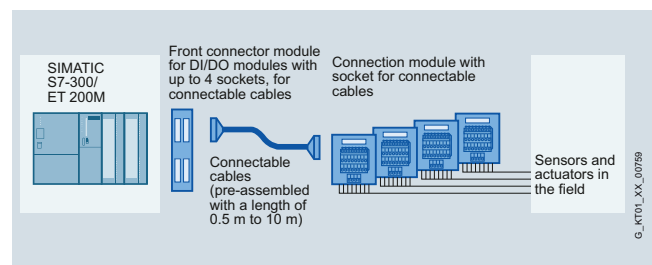 SIMATIC
S7-300/
ET 200M
Front connector module
for DI/DO modules with
up to 4 sockets, for
connectable cables
Connectable
cables
(pre-assembled
with a length of
0.5 m to 10 m)
Connection module with
socket for connectable
cables
Sensors and
actuators in
the field
G_KT01_XX_00759